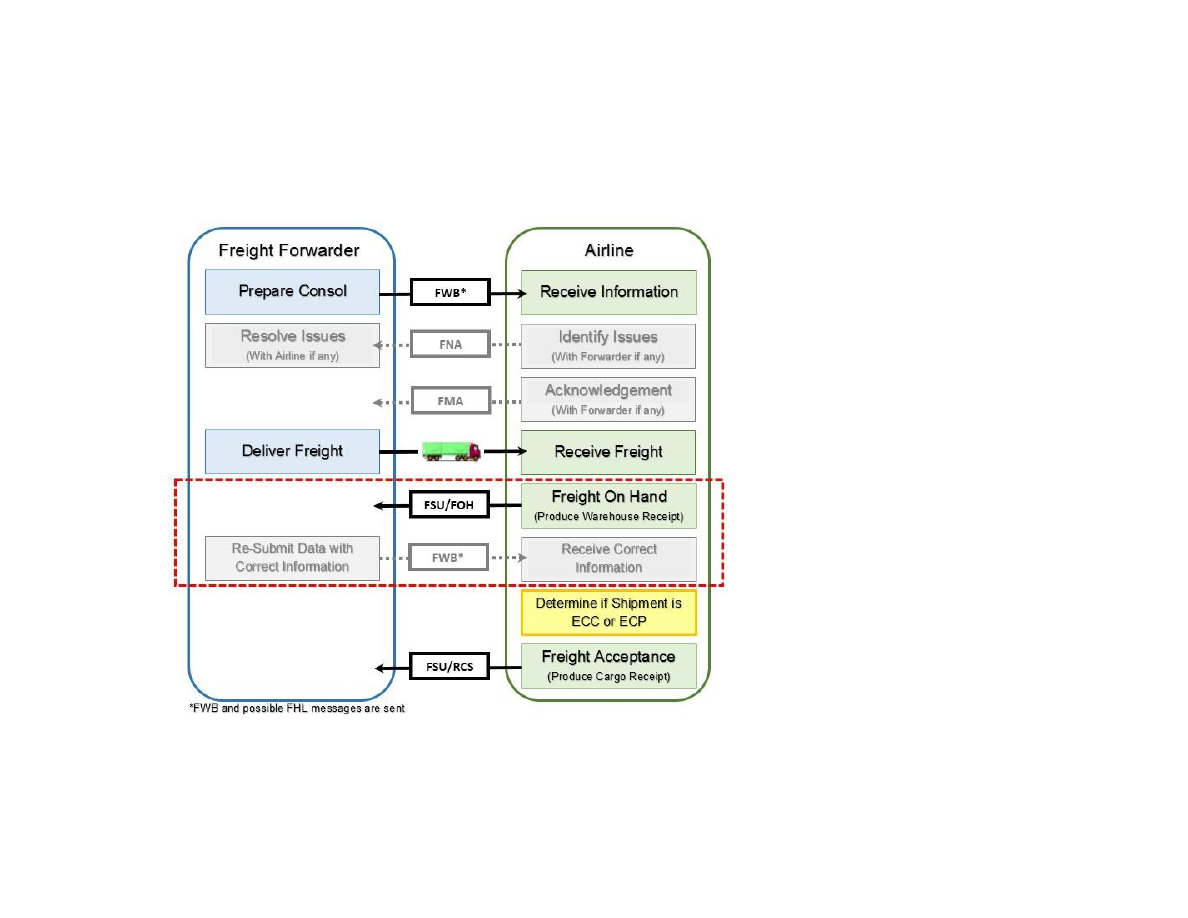 Freight Forwarder
Airline
Prepare Consol
FWB*
Receive Information
Resolve Issues
(With Airline if any)
FNA
Identify Issues
(With Forwarder if any)
FMA
Acknowledgement
(With Forwarder if any)
Deliver Freight
Receive Freight
FSU/FOH
Freight On Hand
(Produce Warehouse Receipt)
Re-Submit Data with
Correct Information
FWB*
Receive Correct
Information
Determine if Shipment is
ECC or ECP
FSU/RCS
Freight Acceptance
(Produce Cargo Receipt)
*FWB and possible FHL messages are sent